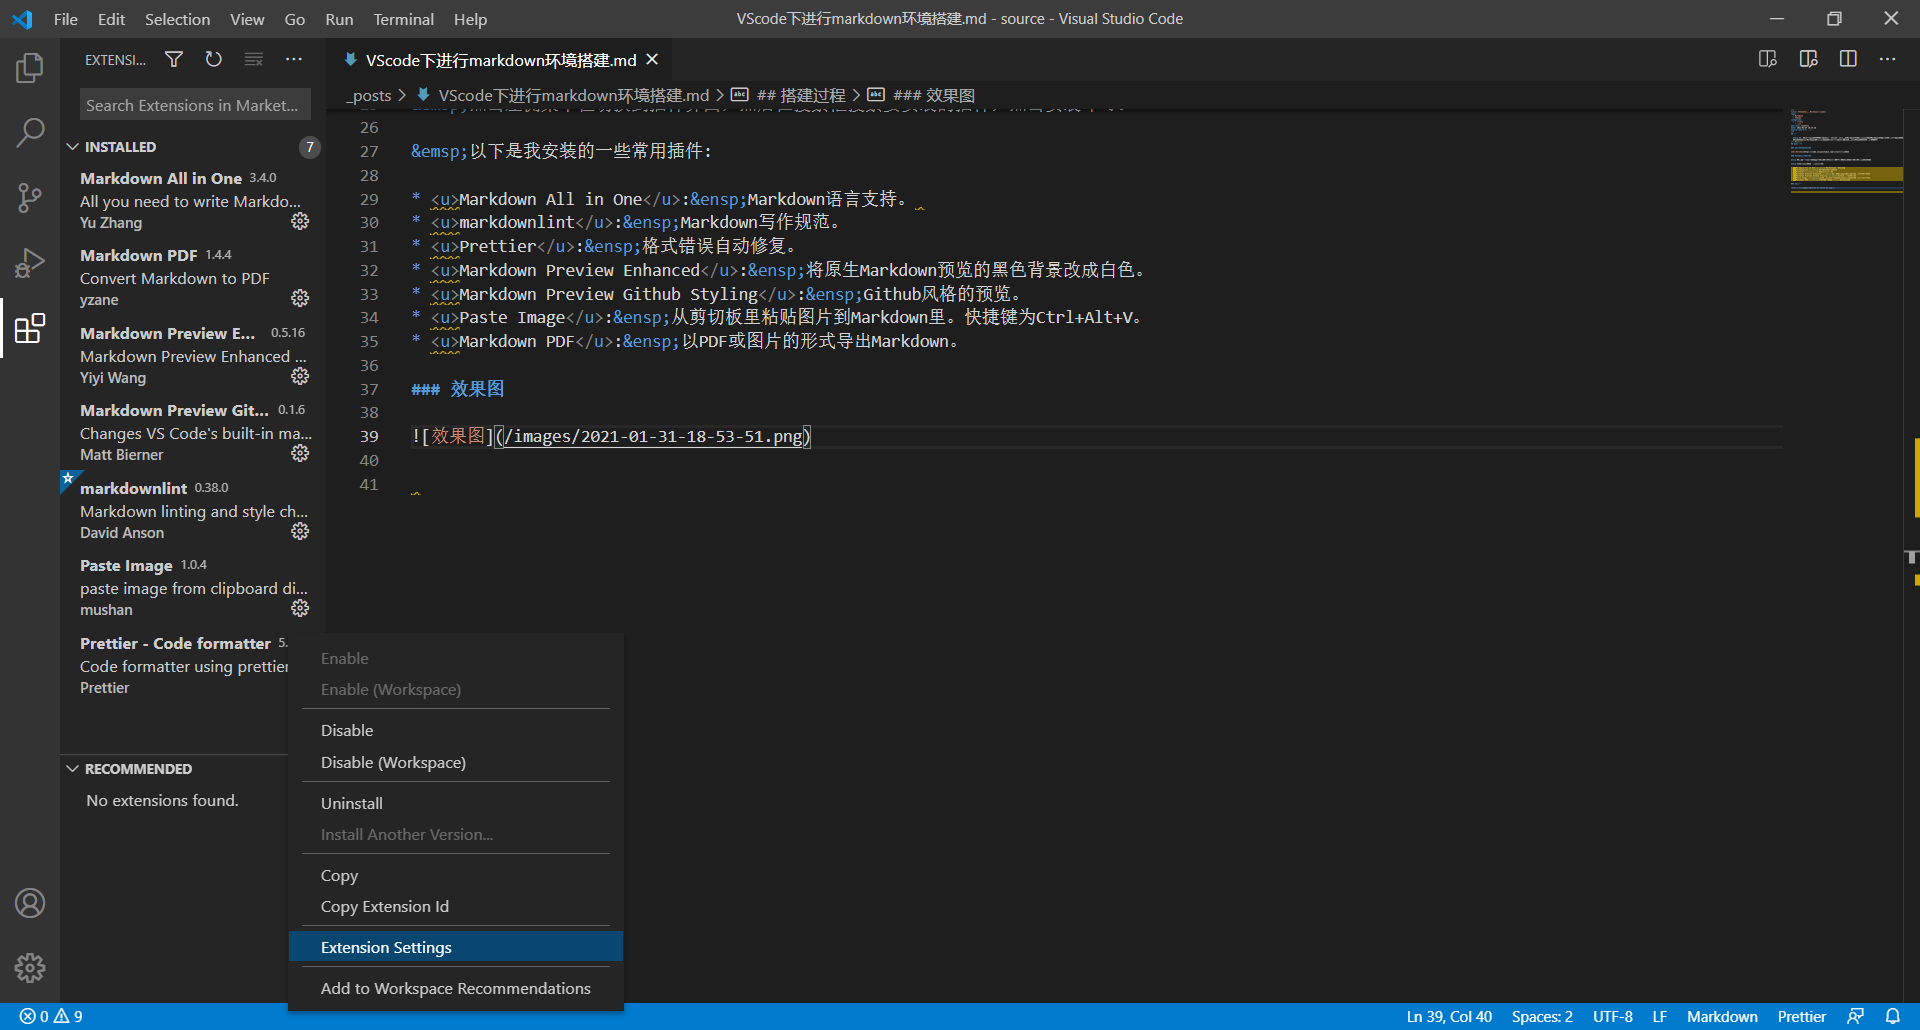 File Edit Selection View Go Run Terminal Help
VScode下进行markdown环境搭建.md - source - Visual Studio Code
EXTENSI...
Search Extensions in Market...
INSTALLED 7
Markdown All in One 3.4.0
All you need to write Markdo...
Yu Zhang
Markdown PDF 1.4.4
Convert Markdown to PDF
yzane
Markdown Preview E... 0.5.16
Markdown Preview Enhanced ...
Yiyi Wang
Markdown Preview Git... 0.1.6
Changes VS Code's built-in ma...
Matt Bierner
markdownlint 0.38.0
Markdown linting and style ch...
David Anson
Paste Image 1.0.4
paste image from clipboard di...
mushan
Prettier - Code formatter 5.
Code formatter using prettier
Prettier
RECOMMENDED
No extensions found.
VScode下进行markdown环境搭建.md
_posts > VScode下进行markdown环境搭建.md > ## 搭建过程 > ### 效果图
26
27 &emsp;以下是我安装的一些常用插件:
28
29 * <u>Markdown All in One</u>:&ensp;Markdown语言支持。
30 * <u>markdownlint</u>:&ensp;Markdown写作规范。
31 * <u>Prettier</u>:&ensp;格式错误自动修复。
32 * <u>Markdown Preview Enhanced</u>:&ensp;将原生Markdown预览的黑色背景改成白色。
33 * <u>Markdown Preview Github Styling</u>:&ensp;Github风格的预览。
34 * <u>Paste Image</u>:&ensp;从剪切板里粘贴图片到Markdown里。快捷键为Ctrl+Alt+V。
35 * <u>Markdown PDF</u>:&ensp;以PDF或图片的形式导出Markdown。
36
37 ### 效果图
38
39 ![效果图](/images/2021-01-31-18-53-51.png)
40
41
Enable
Enable (Workspace)
Disable
Disable (Workspace)
Uninstall
Install Another Version...
Copy
Copy Extension Id
Extension Settings
Add to Workspace Recommendations
0 9
Ln 39, Col 40 Spaces: 2 UTF-8 LF Markdown Prettier